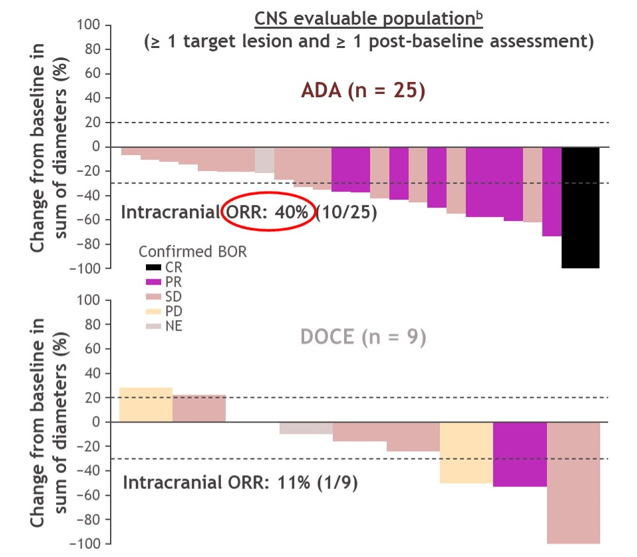 CNS evaluable populationᵇ
(≥ 1 target lesion and ≥ 1 post-baseline assessment)
ADA (n = 25)
Change from baseline in
sum of diameters (%)
100
80
60
40
20
0
−20
−40
−60
−80
−100
Intracranial ORR: 40% (10/25)
Confirmed BOR
CR
PR
SD
PD
NE
DOCE (n = 9)
Change from baseline in
sum of diameters (%)
100
80
60
40
20
0
−20
−40
−60
−80
−100
Intracranial ORR: 11% (1/9)